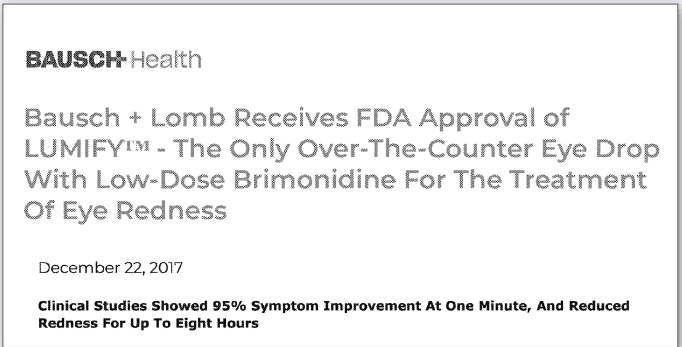 BAUSCH+ Health
Bausch + Lomb Receives FDA Approval of
LUMIFY™ - The Only Over-The-Counter Eye Drop
With Low-Dose Brimonidine For The Treatment
Of Eye Redness
December 22, 2017
Clinical Studies Showed 95% Symptom Improvement At One Minute, And Reduced
Redness For Up To Eight Hours